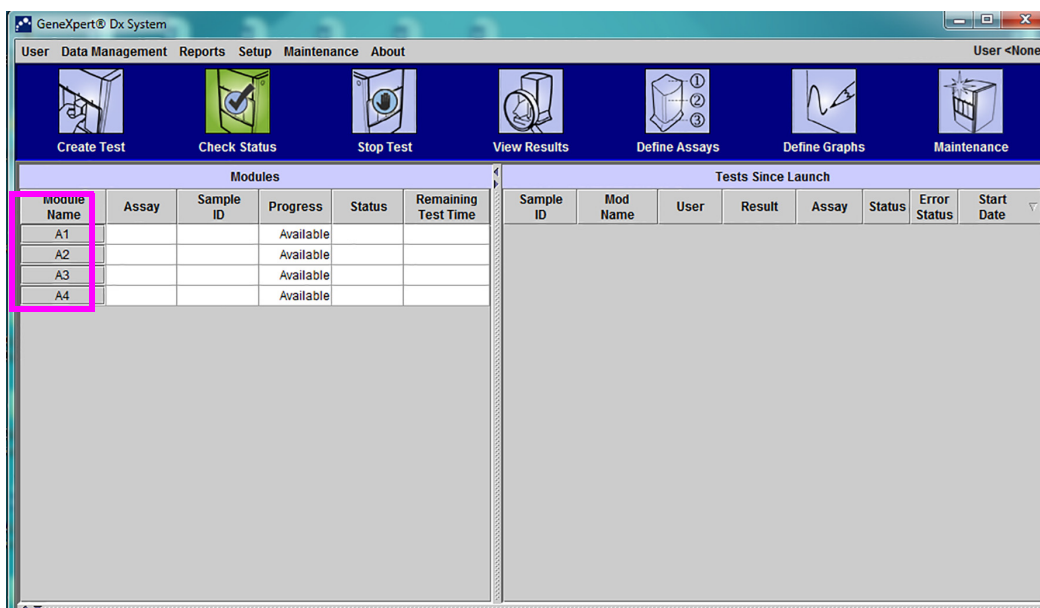 GeneXpert® Dx System
User Data Management Reports Setup Maintenance About User <None
Create Test Check Status Stop Test View Results Define Assays Define Graphs Maintenance
Modules Tests Since Launch
Module Name Assay Sample ID Progress Status Remaining Test Time Sample ID Mod Name User Result Assay Status Error Status Start Date
A1 Available
A2 Available
A3 Available
A4 Available